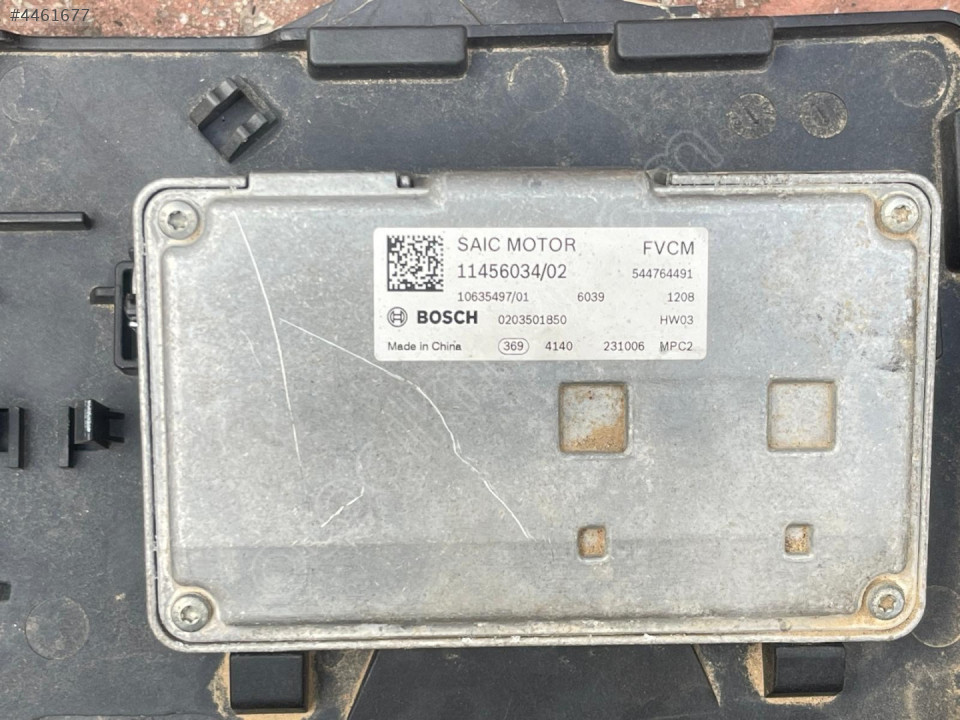 #4461677
SAIC MOTOR FVCM
11456034/02 544764491
10635497/01 6039 1208
BOSCH 0203501850 HW03
Made in China 369 4140 231006 MPC2